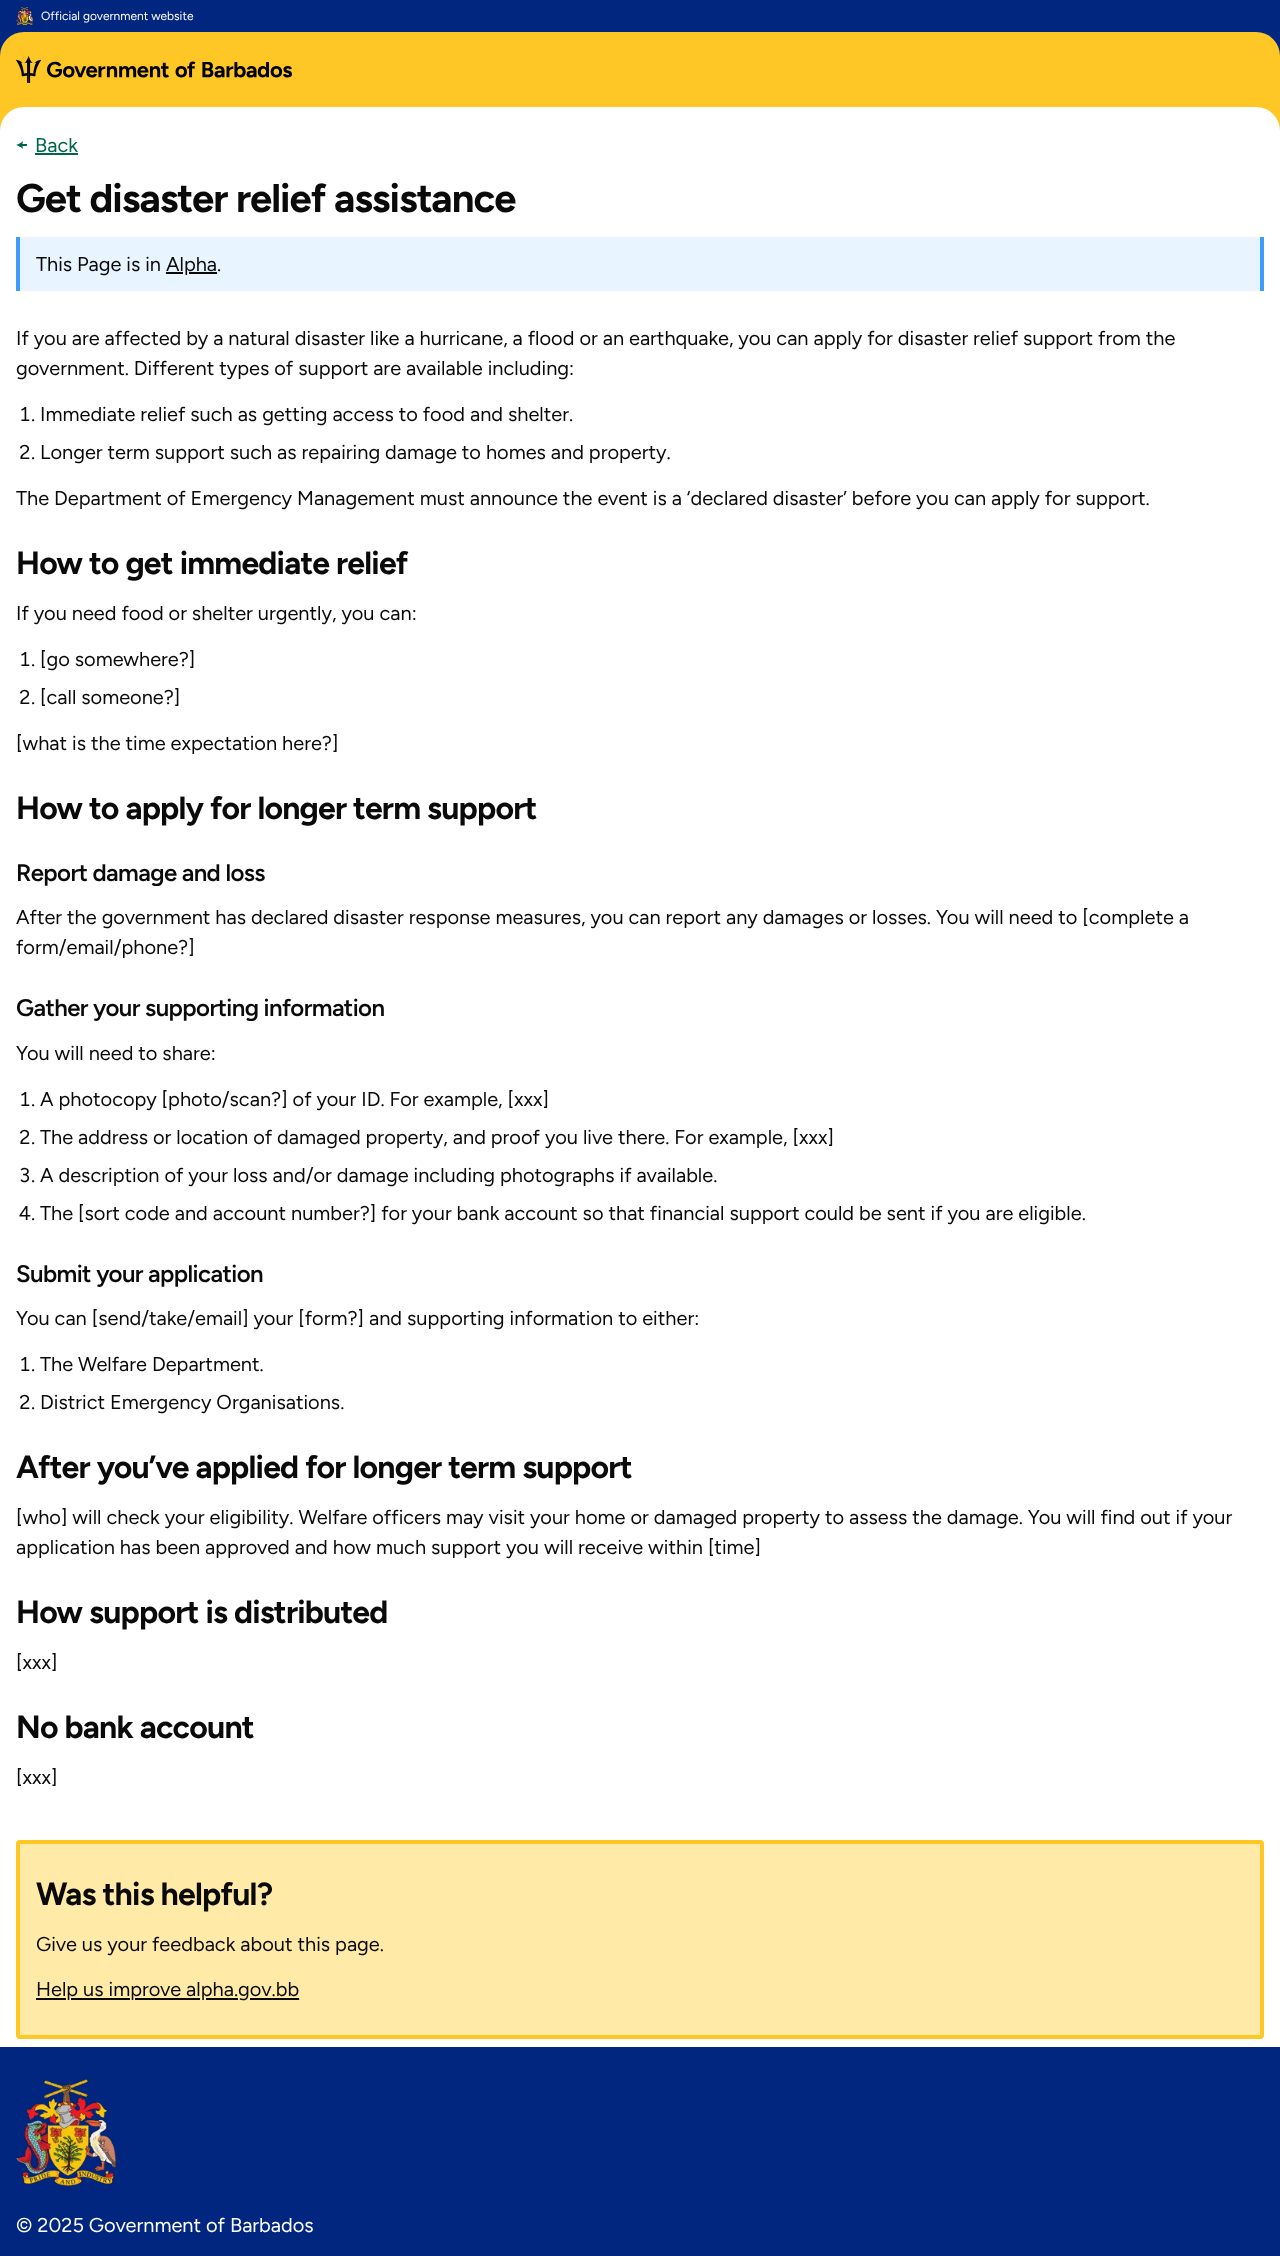 Official government website
Government of Barbados
Back
Get disaster relief assistance
This Page is in Alpha.
If you are affected by a natural disaster like a hurricane, a flood or an earthquake, you can apply for disaster relief support from the
government. Different types of support are available including:
1. Immediate relief such as getting access to food and shelter.
2. Longer term support such as repairing damage to homes and property.
The Department of Emergency Management must announce the event is a ‘declared disaster’ before you can apply for support.
How to get immediate relief
If you need food or shelter urgently, you can:
1. [go somewhere?]
2. [call someone?]
[what is the time expectation here?]
How to apply for longer term support
Report damage and loss
After the government has declared disaster response measures, you can report any damages or losses. You will need to [complete a
form/email/phone?]
Gather your supporting information
You will need to share:
1. A photocopy [photo/scan?] of your ID. For example, [xxx]
2. The address or location of damaged property, and proof you live there. For example, [xxx]
3. A description of your loss and/or damage including photographs if available.
4. The [sort code and account number?] for your bank account so that financial support could be sent if you are eligible.
Submit your application
You can [send/take/email] your [form?] and supporting information to either:
1. The Welfare Department.
2. District Emergency Organisations.
After you’ve applied for longer term support
[who] will check your eligibility. Welfare officers may visit your home or damaged property to assess the damage. You will find out if your
application has been approved and how much support you will receive within [time]
How support is distributed
[xxx]
No bank account
[xxx]
Was this helpful?
Give us your feedback about this page.
Help us improve alpha.gov.bb
PRIDE AND INDUSTRY
© 2025 Government of Barbados